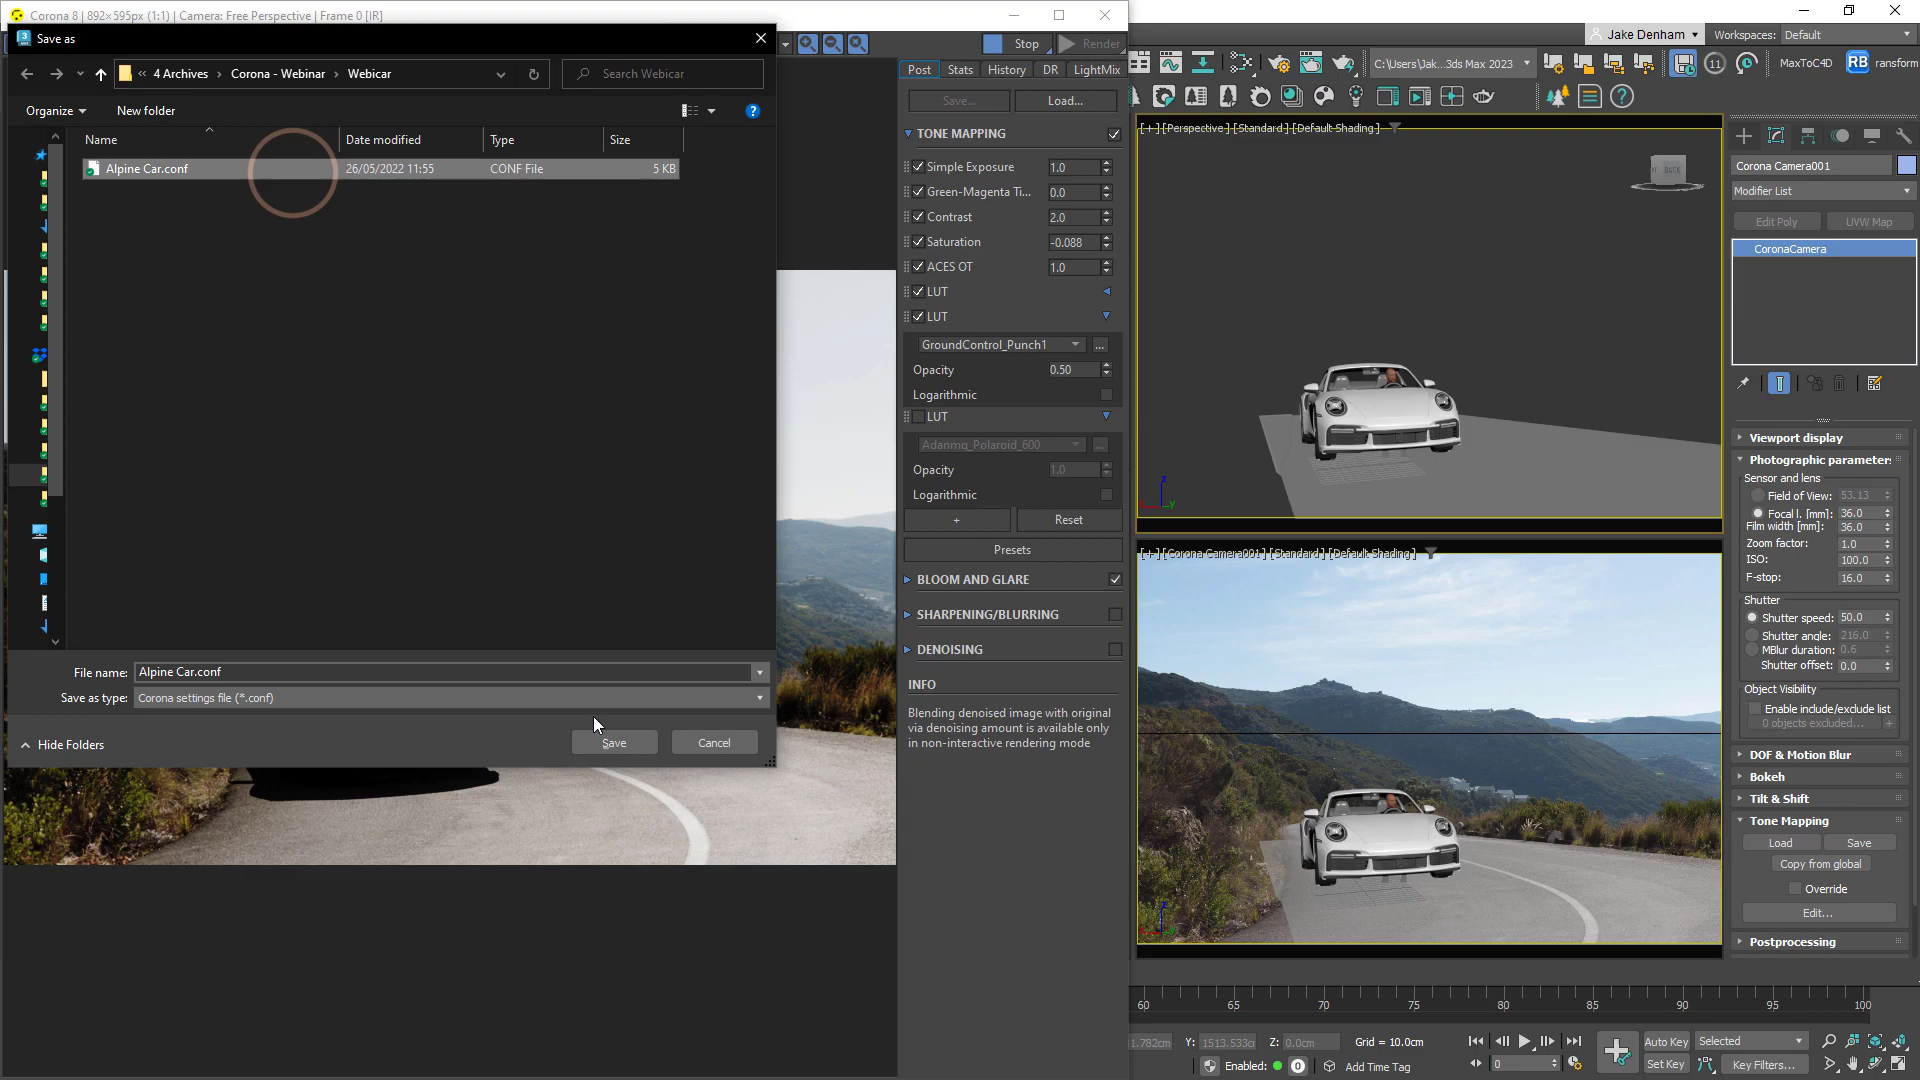 Corona 8 | 892×595px (1:1) | Camera: Free Perspective | Frame 0 [IR]
Save as
4 Archives > Corona - Webinar > Webicar
Search Webicar
Organize
New folder
Name
Date modified
Type
Size
Alpine Car.conf
26/05/2022 11:55
CONF File
5 KB
File name:
Alpine Car.conf
Save as type:
Corona settings file (*.conf)
Hide Folders
Save
Cancel
Stop
Render
Post
Stats
History
DR
LightMix
Save...
Load...
TONE MAPPING
Simple Exposure
1.0
Green-Magenta Ti...
0.0
Contrast
2.0
Saturation
-0.088
ACES OT
1.0
LUT
LUT
GroundControl_Punch1
...
Opacity
0.50
Logarithmic
LUT
Adanmq_Polaroid_600
...
Opacity
1.0
Logarithmic
+
Reset
Presets
BLOOM AND GLARE
SHARPENING/BLURRING
DENOISING
INFO
Blending denoised image with original
via denoising amount is available only
in non-interactive rendering mode
Jake Denham
Workspaces:
Default
C:\Users\Jak...3ds Max 2023
11
MaxToC4D
RB
ransform
[+] [Perspective] [Standard] [Default Shading]
BACK
z
y
[+] [Corona Camera001] [Standard] [Default Shading]
z
Corona Camera001
Modifier List
Edit Poly
UVW Map
CoronaCamera
Viewport display
Photographic parameters
Sensor and lens
Field of View:
53.13
Focal l. [mm]:
36.0
Film width [mm]:
36.0
Zoom factor:
1.0
ISO:
100.0
F-stop:
16.0
Shutter
Shutter speed:
50.0
Shutter angle:
216.0
MBlur duration:
0.6
Shutter offset:
0.0
Object Visibility
Enable include/exclude list
0 objects excluded...
+
DOF & Motion Blur
Bokeh
Tilt & Shift
Tone Mapping
Load
Save
Copy from global
Override
Edit...
Postprocessing
60
65
70
75
80
85
90
95
100
1.782cm
Y:
1513.533cm
Z:
0.0cm
Grid = 10.0cm
Enabled:
0
Add Time Tag
0
Auto Key
Selected
Set Key
Key Filters...